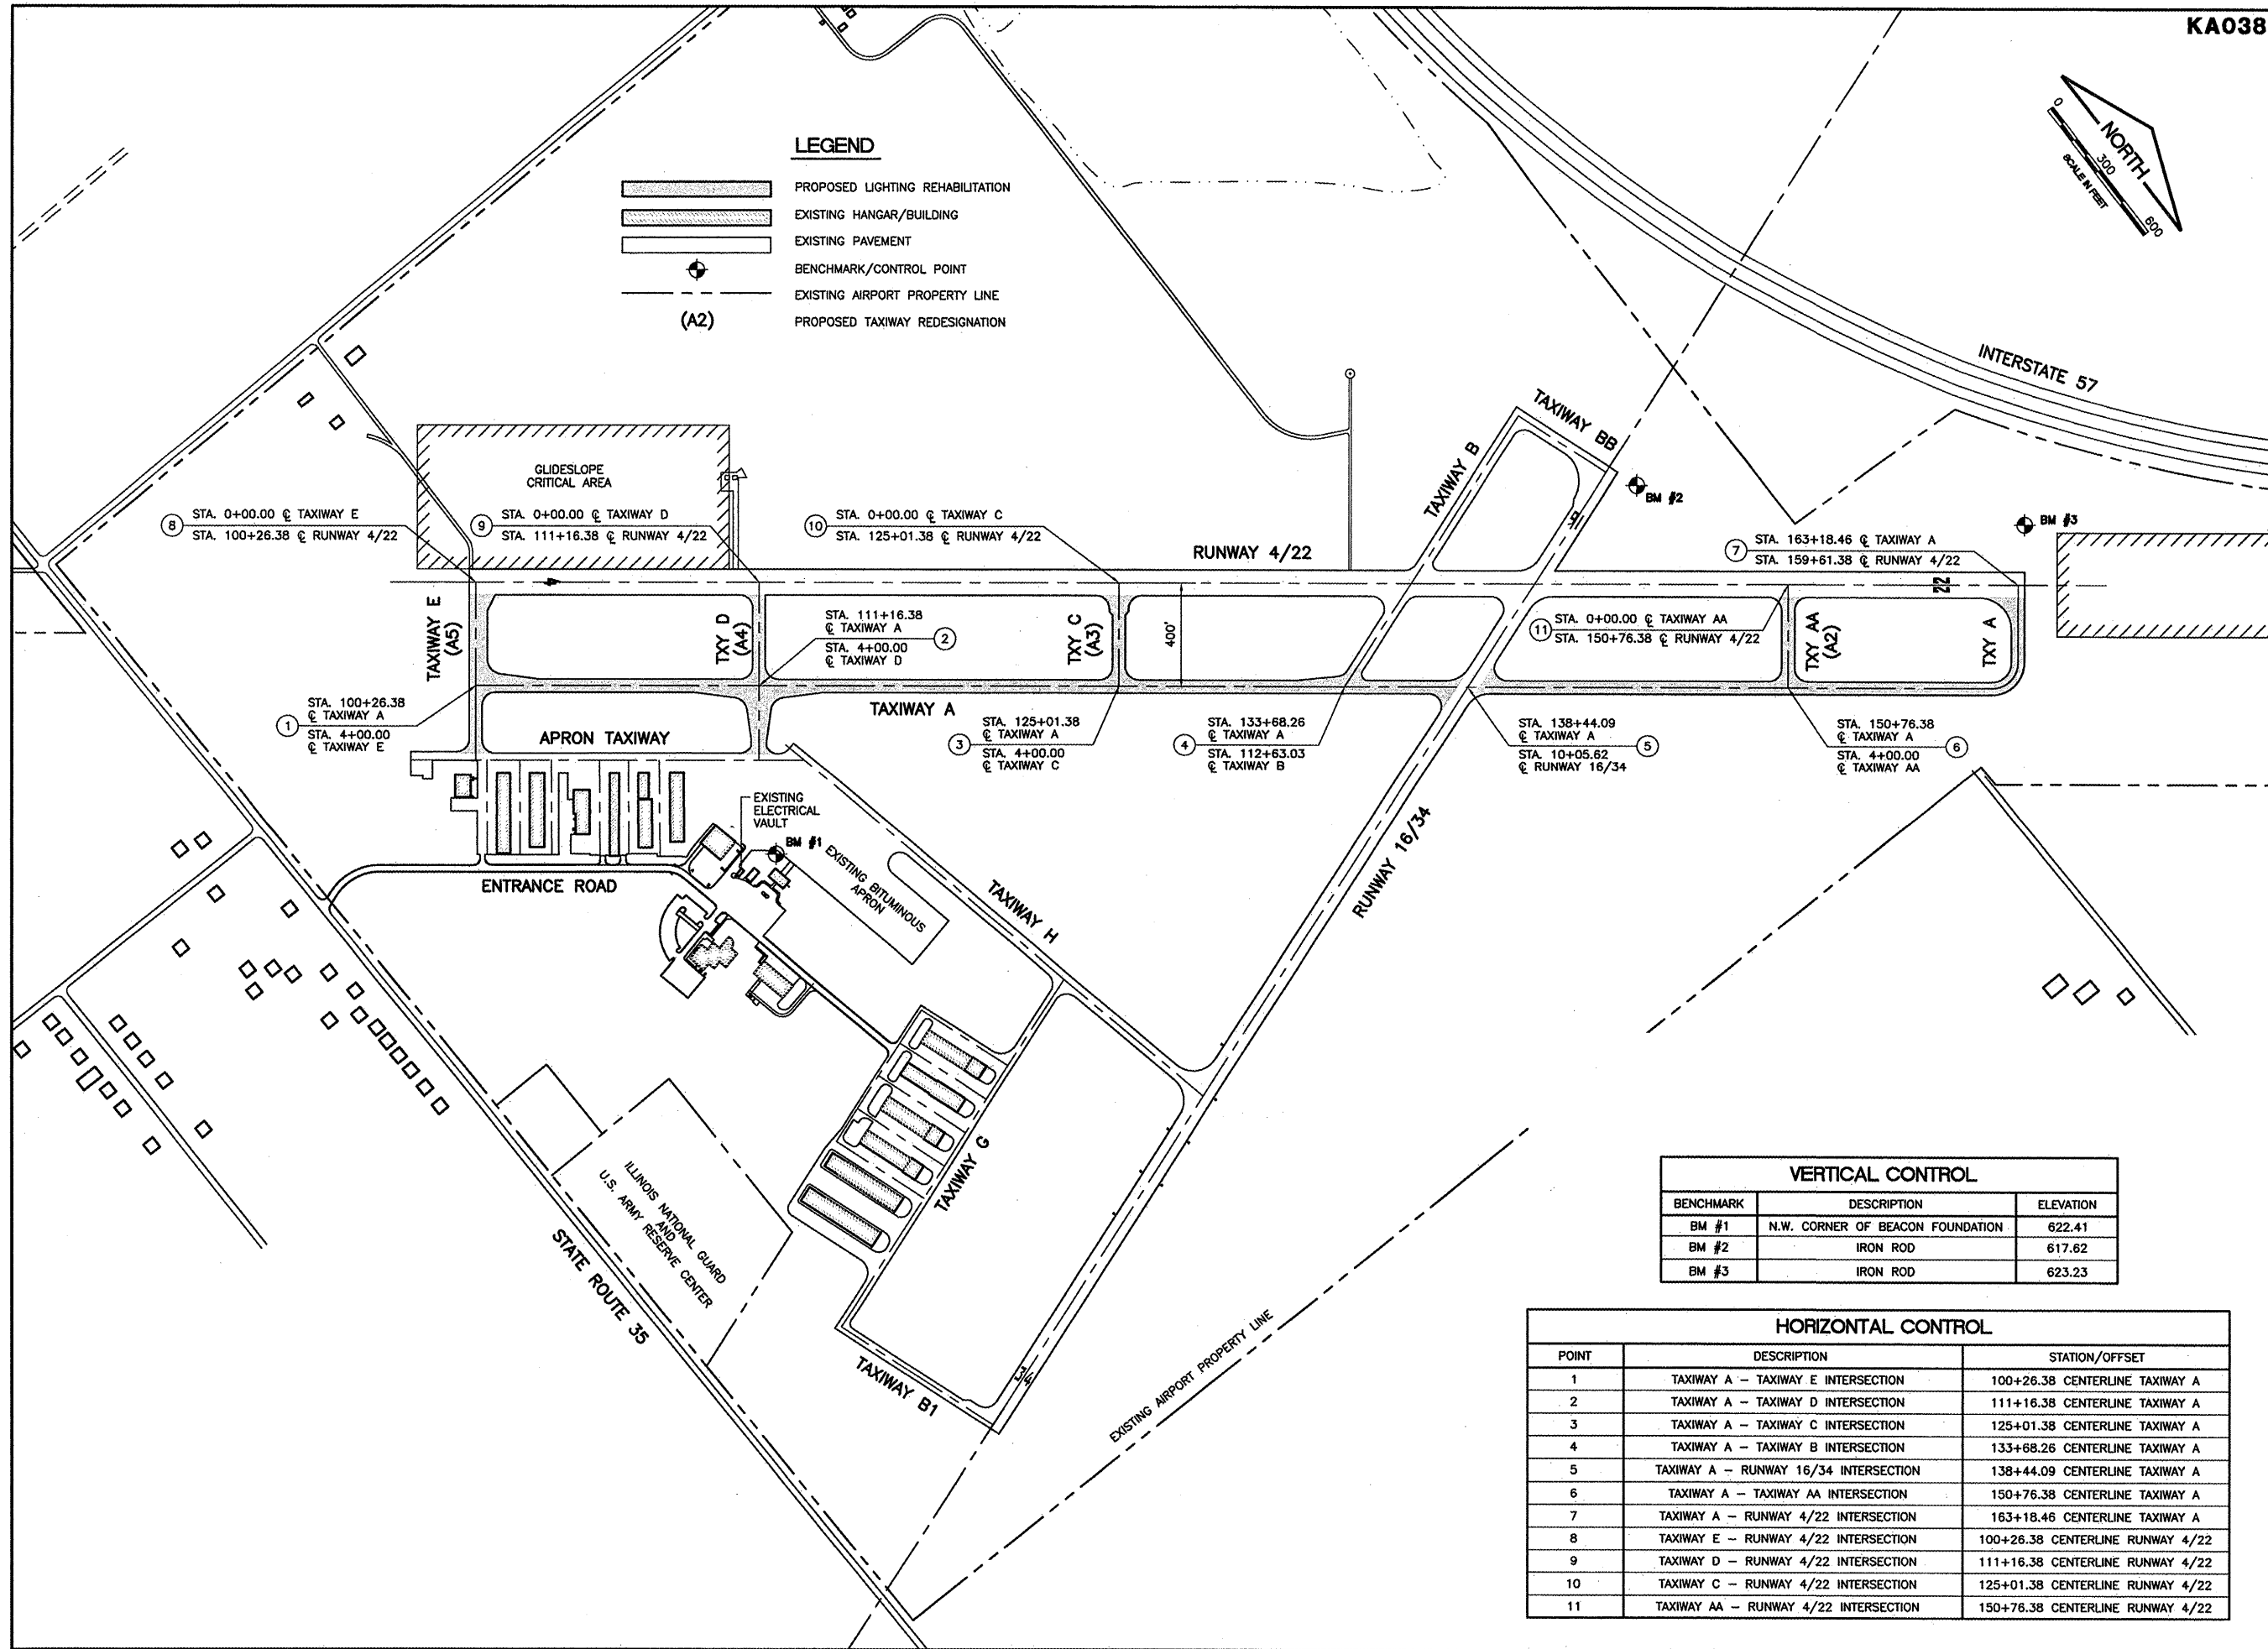 KA038
0
NORTH
300
SCALE IN FEET
600
LEGEND
PROPOSED LIGHTING REHABILITATION
EXISTING HANGAR/BUILDING
EXISTING PAVEMENT
BENCHMARK/CONTROL POINT
EXISTING AIRPORT PROPERTY LINE
(A2) PROPOSED TAXIWAY REDESIGNATION
INTERSTATE 57
TAXIWAY BB
TAXIWAY B
BM #2
BM #3
GLIDESLOPE
CRITICAL AREA
8
STA. 0+00.00 ℄ TAXIWAY E
STA. 100+26.38 ℄ RUNWAY 4/22
9
STA. 0+00.00 ℄ TAXIWAY D
STA. 111+16.38 ℄ RUNWAY 4/22
10
STA. 0+00.00 ℄ TAXIWAY C
STA. 125+01.38 ℄ RUNWAY 4/22
RUNWAY 4/22
7
STA. 163+18.46 ℄ TAXIWAY A
STA. 159+61.38 ℄ RUNWAY 4/22
22
TAXIWAY E
(A5)
TXY D
(A4)
STA. 111+16.38
℄ TAXIWAY A
STA. 4+00.00
℄ TAXIWAY D
2
TXY C
(A3)
400'
11
STA. 0+00.00 ℄ TAXIWAY AA
STA. 150+76.38 ℄ RUNWAY 4/22
TXY AA
(A2)
TXY A
1
STA. 100+26.38
℄ TAXIWAY A
STA. 4+00.00
℄ TAXIWAY E
APRON TAXIWAY
TAXIWAY A
3
STA. 125+01.38
℄ TAXIWAY A
STA. 4+00.00
℄ TAXIWAY C
4
STA. 133+68.26
℄ TAXIWAY A
STA. 112+63.03
℄ TAXIWAY B
STA. 138+44.09
℄ TAXIWAY A
STA. 10+05.62
℄ RUNWAY 16/34
5
STA. 150+76.38
℄ TAXIWAY A
STA. 4+00.00
℄ TAXIWAY AA
6
EXISTING
ELECTRICAL
VAULT
BM #1
EXISTING BITUMINOUS
APRON
ENTRANCE ROAD
TAXIWAY H
RUNWAY 16/34
TAXIWAY G
ILLINOIS NATIONAL GUARD
AND
U.S. ARMY RESERVE CENTER
STATE ROUTE 35
TAXIWAY B1
34
EXISTING AIRPORT PROPERTY LINE
VERTICAL CONTROL
BENCHMARK DESCRIPTION ELEVATION
BM #1 N.W. CORNER OF BEACON FOUNDATION 622.41
BM #2 IRON ROD 617.62
BM #3 IRON ROD 623.23
HORIZONTAL CONTROL
POINT DESCRIPTION STATION/OFFSET
1 TAXIWAY A – TAXIWAY E INTERSECTION 100+26.38 CENTERLINE TAXIWAY A
2 TAXIWAY A – TAXIWAY D INTERSECTION 111+16.38 CENTERLINE TAXIWAY A
3 TAXIWAY A – TAXIWAY C INTERSECTION 125+01.38 CENTERLINE TAXIWAY A
4 TAXIWAY A – TAXIWAY B INTERSECTION 133+68.26 CENTERLINE TAXIWAY A
5 TAXIWAY A – RUNWAY 16/34 INTERSECTION 138+44.09 CENTERLINE TAXIWAY A
6 TAXIWAY A – TAXIWAY AA INTERSECTION 150+76.38 CENTERLINE TAXIWAY A
7 TAXIWAY A – RUNWAY 4/22 INTERSECTION 163+18.46 CENTERLINE TAXIWAY A
8 TAXIWAY E – RUNWAY 4/22 INTERSECTION 100+26.38 CENTERLINE RUNWAY 4/22
9 TAXIWAY D – RUNWAY 4/22 INTERSECTION 111+16.38 CENTERLINE RUNWAY 4/22
10 TAXIWAY C – RUNWAY 4/22 INTERSECTION 125+01.38 CENTERLINE RUNWAY 4/22
11 TAXIWAY AA – RUNWAY 4/22 INTERSECTION 150+76.38 CENTERLINE RUNWAY 4/22